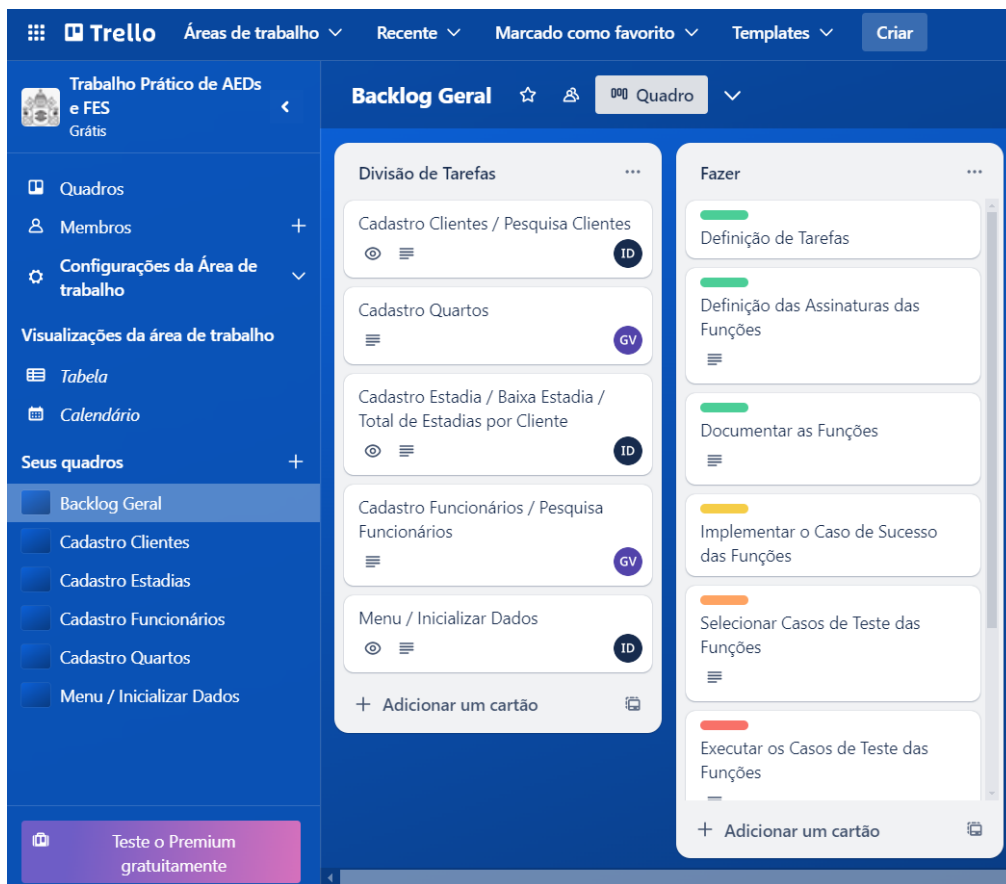 Trello
Áreas de trabalho
Recente
Marcado como favorito
Templates
Criar
Trabalho Prático de AEDs
e FES
Grátis
Quadros
Membros
Configurações da Área de
trabalho
Visualizações da área de trabalho
Tabela
Calendário
Seus quadros
Backlog Geral
Cadastro Clientes
Cadastro Estadias
Cadastro Funcionários
Cadastro Quartos
Menu / Inicializar Dados
Teste o Premium
gratuitamente
Backlog Geral
Quadro
Divisão de Tarefas
Cadastro Clientes / Pesquisa Clientes
ID
Cadastro Quartos
GV
Cadastro Estadia / Baixa Estadia /
Total de Estadias por Cliente
ID
Cadastro Funcionários / Pesquisa
Funcionários
GV
Menu / Inicializar Dados
ID
Adicionar um cartão
Fazer
Definição de Tarefas
Definição das Assinaturas das
Funções
Documentar as Funções
Implementar o Caso de Sucesso
das Funções
Selecionar Casos de Teste das
Funções
Executar os Casos de Teste das
Funções
Adicionar um cartão